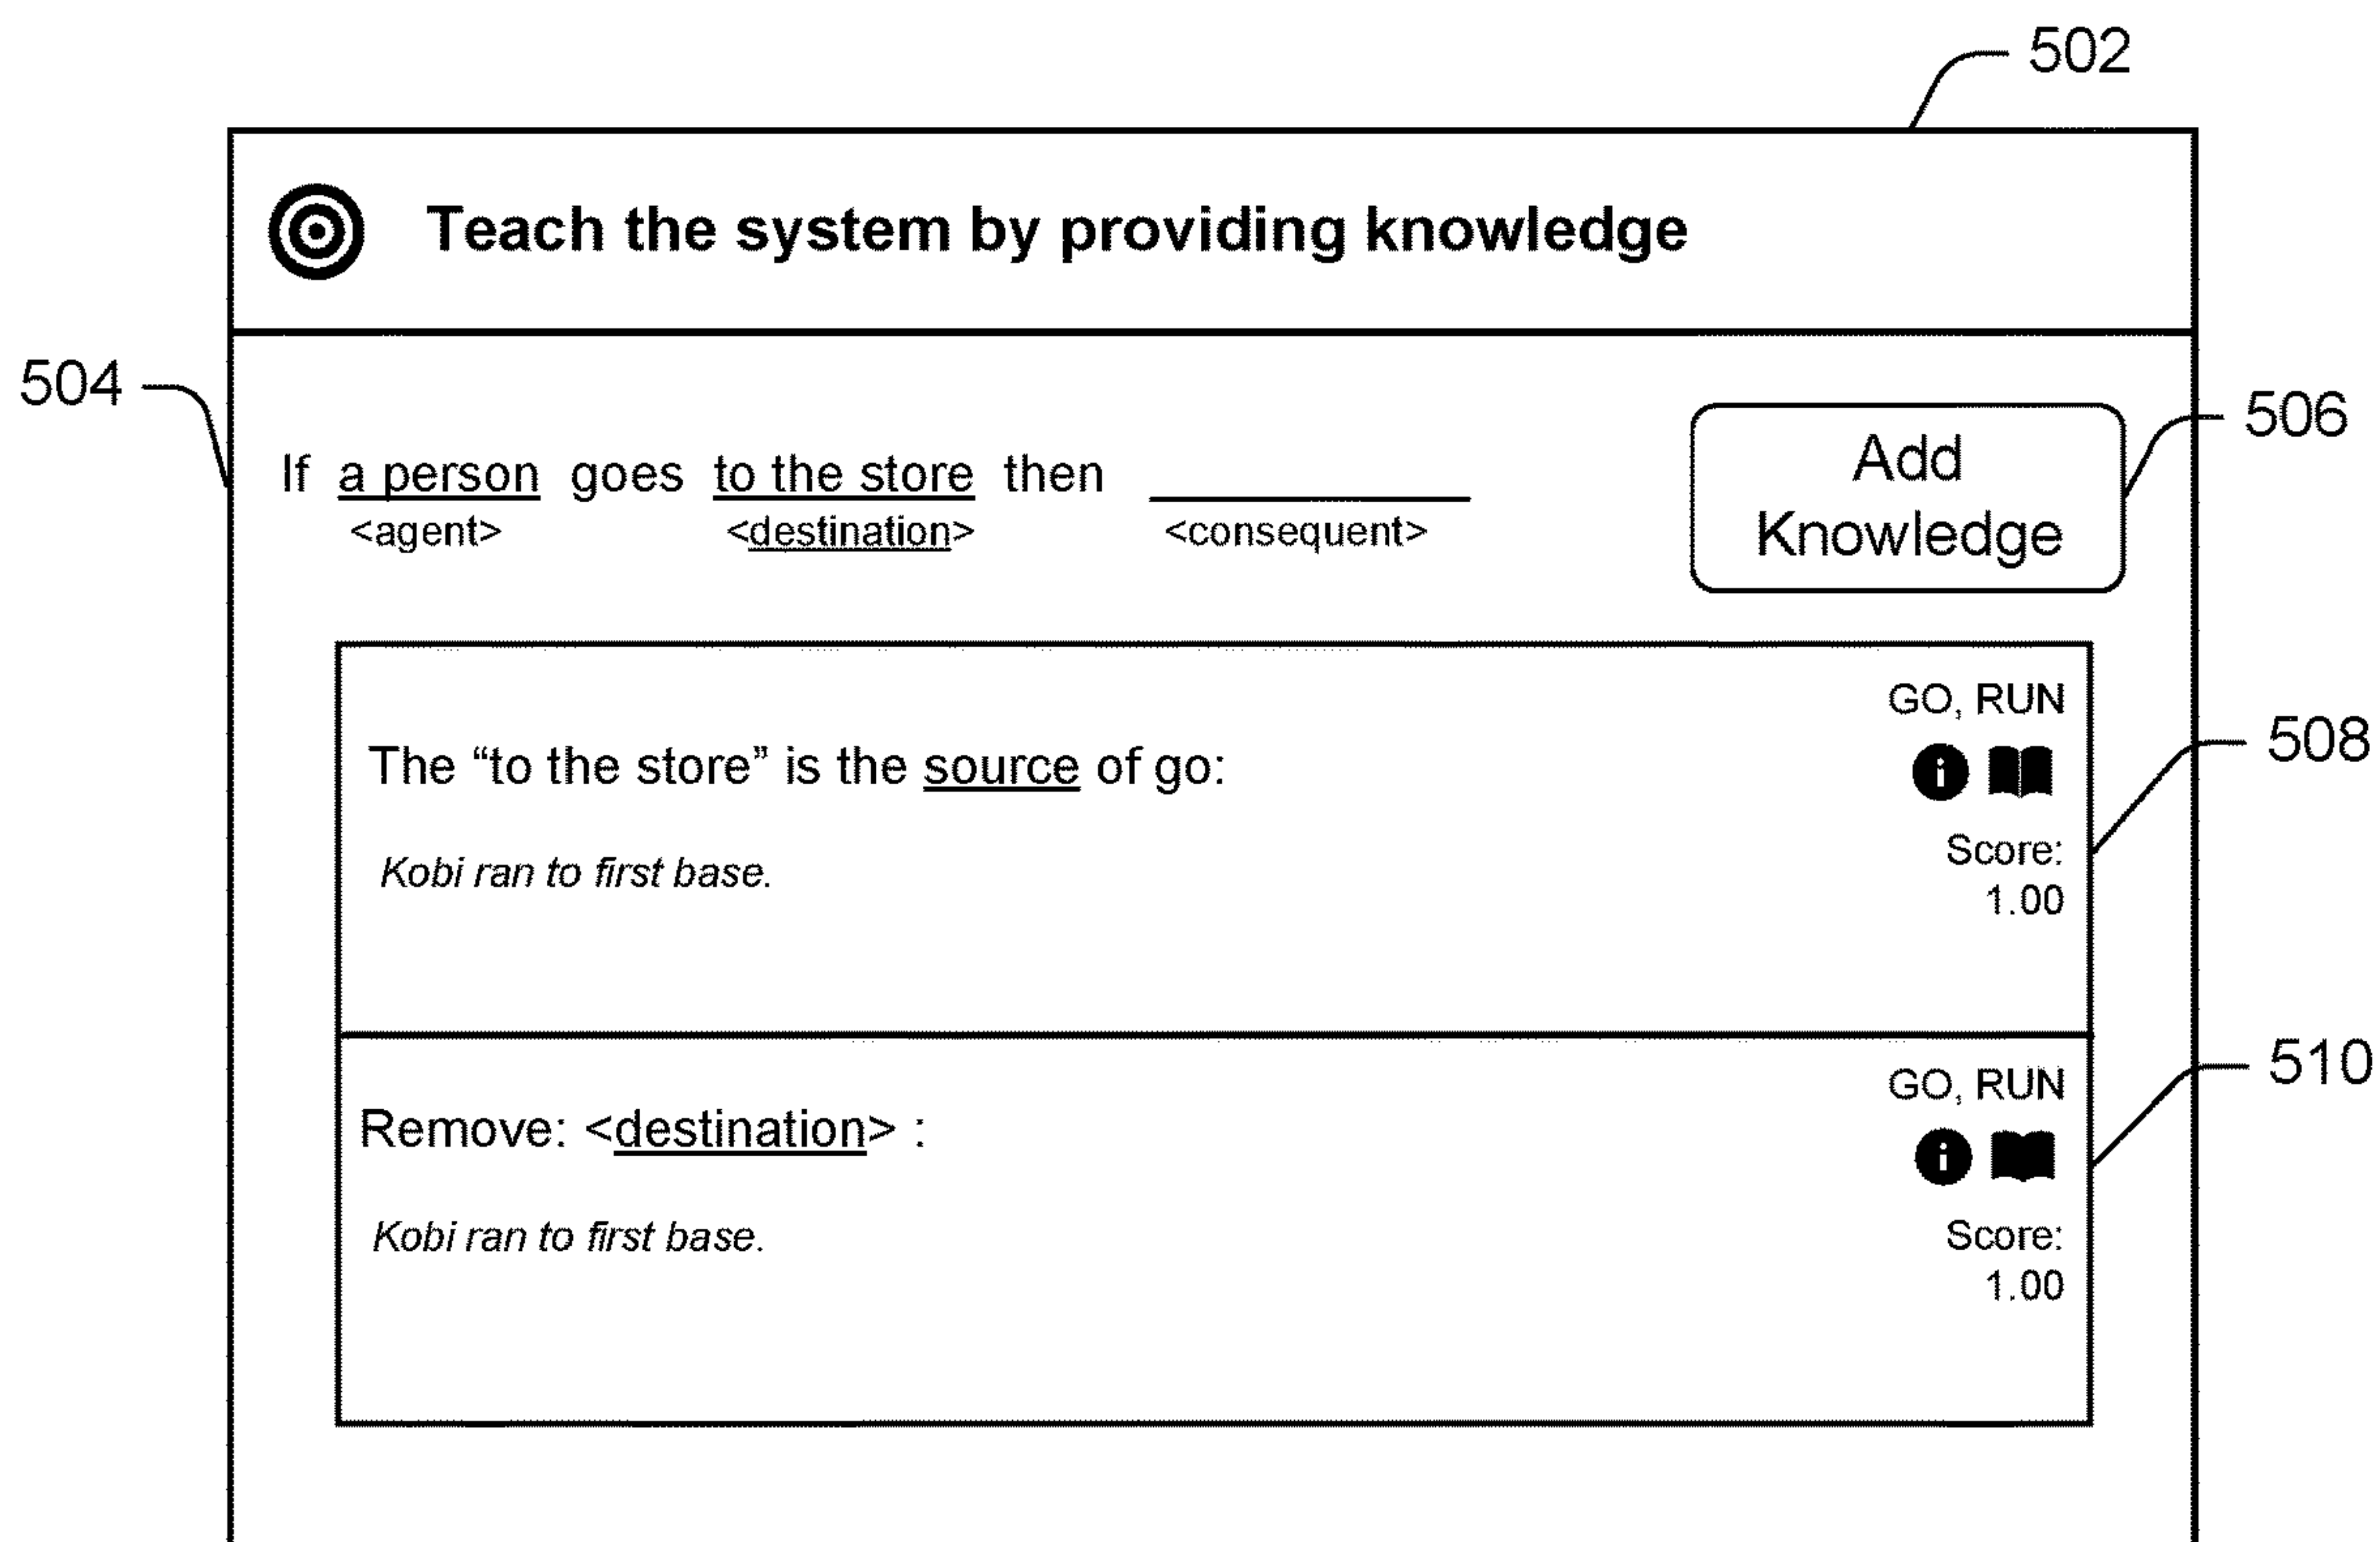 502
Teach the system by providing knowledge
504
506
If a person goes to the store then
<agent> <destination> <consequent>
Add
Knowledge
GO, RUN
508
The “to the store” is the source of go:
i
Kobi ran to first base.
Score:
1.00
GO, RUN
510
Remove: <destination> :
i
Kobi ran to first base.
Score:
1.00